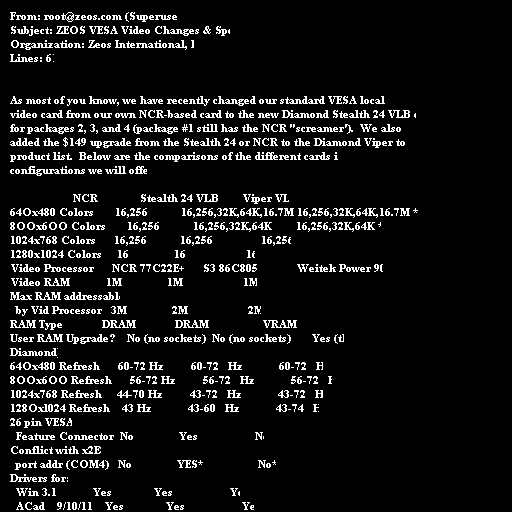 From: root@zeos.com (Superuse
Subject: ZEOS VESA Video Changes & Spe
Organization: Zeos International,
Lines: 6
As most of you know, we have recently changed our standard VESA local
video card from our own NCR-based card to the new Diamond Stealth 24 VLB
for packages 2, 3, and 4 (package #1 still has the NCR "screamer'). We also
added the $149 upgrade from the Stealth 24 or NCR to the Diamond Viper to
product list. Below are the comparisons of the different cards i
configurations we will offe
NCR Stealth 24 VLB Viper VL
64Ox480 Colors 16,256 16,256,32K,64K,16.7M 16,256,32K,64K,16.7M *
8OOx6OO Colors 16,256 16,256,32K,64K 16,256,32K,64K *
1024x768 Colors 16,256 16,256 16,256
1280x1024 Colors 16 16 16
Video Processor NCR 77C22E+ S3 86C805 Weitek Power 90
Video RAM 1M 1M 1M
Max RAM addressabl
by Vid Processor 3M 2M 2M
RAM Type DRAM DRAM VRAM
User RAM Upgrade? No (no sockets) No (no sockets) Yes (t
Diamond
64Ox480 Refresh 60-72 Hz 60-72 Hz 60-72 H
8OOx6OO Refresh 56-72 Hz 56-72 Hz 56-72 H
1024x768 Refresh 44-70 Hz 43-72 Hz 43-72 H
128Oxl024 Refresh 43 Hz 43-60 Hz 43-74 H
26 pin VESA
Feature Connector No Yes N
Conflict with x2E
port addr (COM4) No YES* No*
Drivers for:
Win 3.1 Yes Yes Ye
ACad 9/10/11 Yes Yes Ye